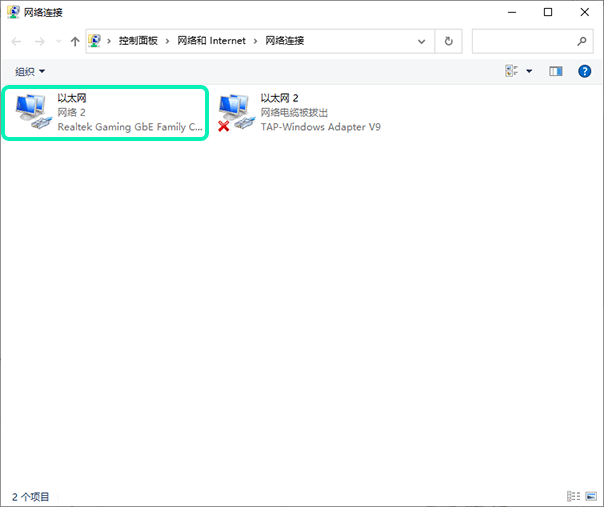 网络连接
控制面板 网络和 Internet 网络连接
组织
以太网
网络 2
Realtek Gaming GbE Family C...
以太网 2
网络电缆被拔出
TAP-Windows Adapter V9
2 个项目